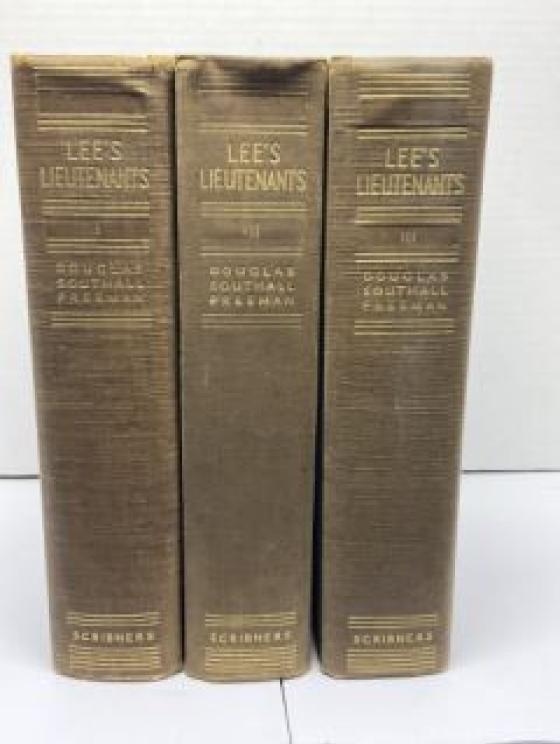 LEE'S
LIEUTENANTS
I
DOUGLAS
SOUTHALL
FREEMAN
SCRIBNERS
LEE'S
LIEUTENANTS
DOUGLAS
SOUTHALL
FREEMAN
SCRIBNERS
LEE'S
LIEUTENANTS
III
DOUGLAS
SOUTHALL
FREEMAN
SCRIBNERS